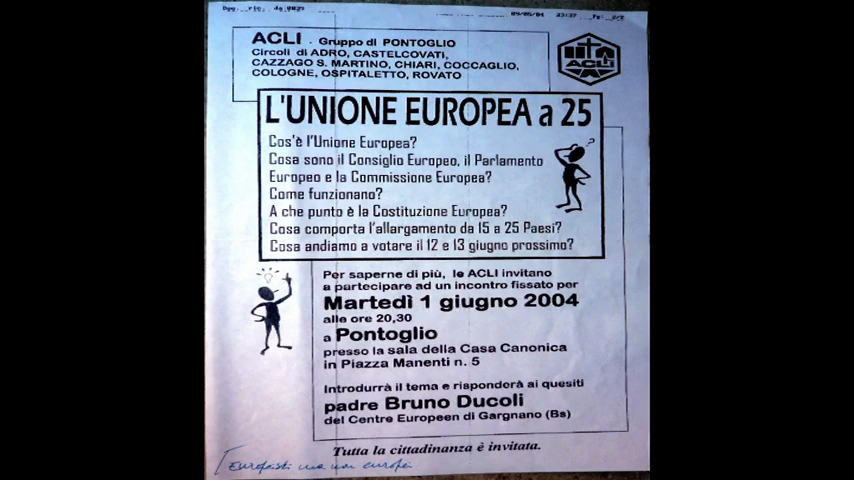 ACLI - Gruppo di PONTOGLIO
Circoli di ADRO, CASTELCOVATI,
CAZZAGO S. MARTINO, CHIARI, COCCAGLIO,
COLOGNE, OSPITALETTO, ROVATO
ACLI
L'UNIONE EUROPEA a 25
Cos'è l'Unione Europea?
Cosa sono il Consiglio Europeo, il Parlamento
Europeo e la Commissione Europea?
Come funzionano?
A che punto è la Costituzione Europea?
Cosa comporta l'allargamento da 15 a 25 Paesi?
Cosa andiamo a votare il 12 e 13 giugno prossimo?
?
Per saperne di più, le ACLI invitano
a partecipare ad un incontro fissato per
Martedì 1 giugno 2004
alle ore 20,30
a Pontoglio
presso la sala della Casa Canonica
in Piazza Manenti n. 5
Introdurrà il tema e risponderà ai quesiti
padre Bruno Ducoli
del Centre Europeen di Gargnano (Bs)
Tutta la cittadinanza è invitata.
Europeisti ma non europei